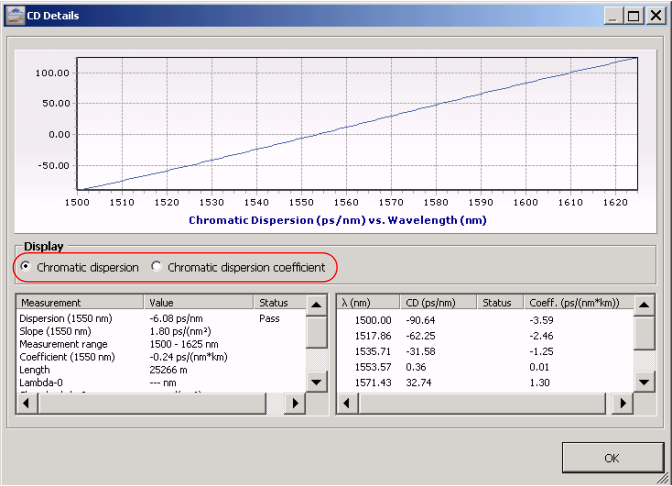 CD Details
100.00
50.00
0.00
-50.00
1500 1510 1520 1530 1540 1550 1560 1570 1580 1590 1600 1610 1620
Chromatic Dispersion (ps/nm) vs. Wavelength (nm)
Display
Chromatic dispersion Chromatic dispersion coefficient
Measurement Value Status
Dispersion (1550 nm) -6.08 ps/nm Pass
Slope (1550 nm) 1.80 ps/(nm²)
Measurement range 1500 - 1625 nm
Coefficient (1550 nm) -0.24 ps/(nm*km)
Length 25266 m
Lambda-0 --- nm
λ (nm) CD (ps/nm) Status Coeff. (ps/(nm*km))
1500.00 -90.64 -3.59
1517.86 -62.25 -2.46
1535.71 -31.58 -1.25
1553.57 0.36 0.01
1571.43 32.74 1.30
OK